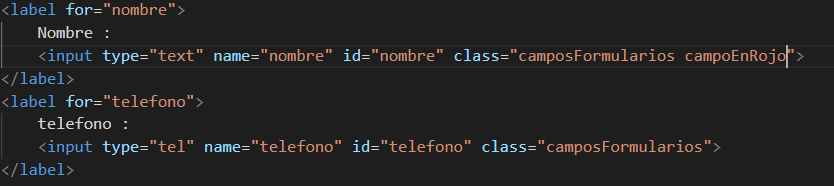 <label for="nombre">
Nombre :
<input type="text" name="nombre" id="nombre" class="camposFormularios campoEnRojo">
</label>
<label for="telefono">
telefono :
<input type="tel" name="telefono" id="telefono" class="camposFormularios">
</label>